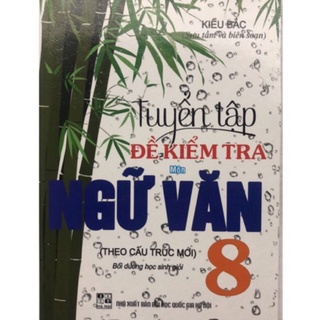 KIỀU BẮC
(Sưu tầm và biên soạn)
Tuyển tập
ĐỀ KIỂM TRA
Môn
NGỮ VĂN
(THEO CẤU TRÚC MỚI)
Bồi dưỡng học sinh giỏi
8
NHÀ XUẤT BẢN ĐẠI HỌC QUỐC GIA HÀ NỘI